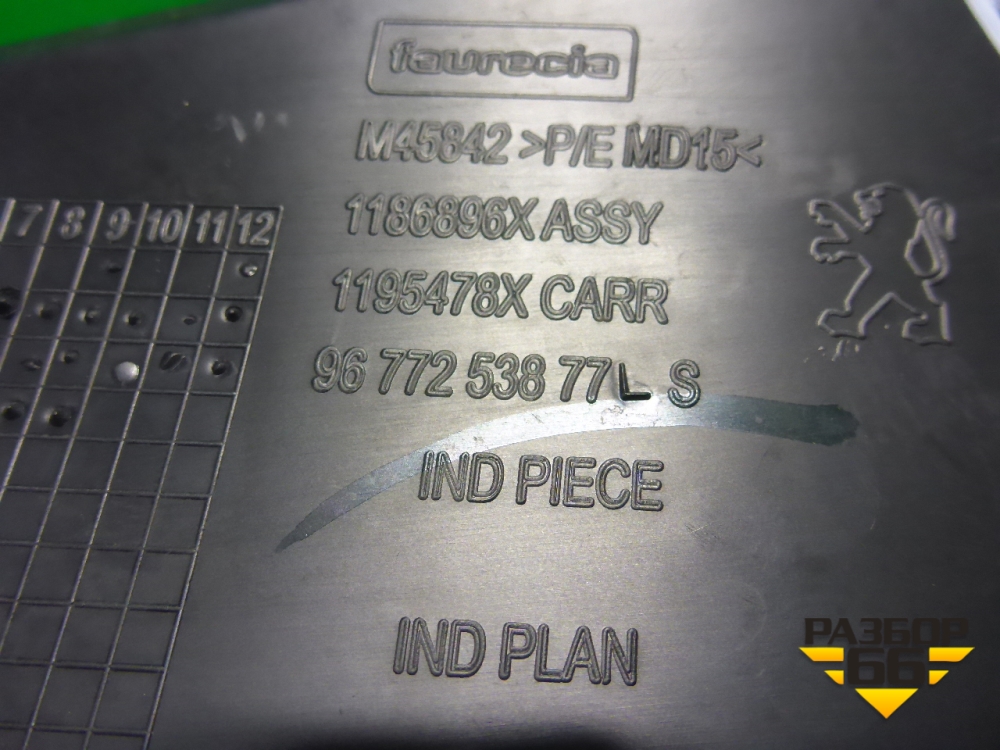 faurecia
M45842 >P/E MD15<
1186896X ASSY
7 8 9 10 11 12
1195478X CARR
96 772 538 77 L S
IND PIECE
IND PLAN
РАЗБОР
66